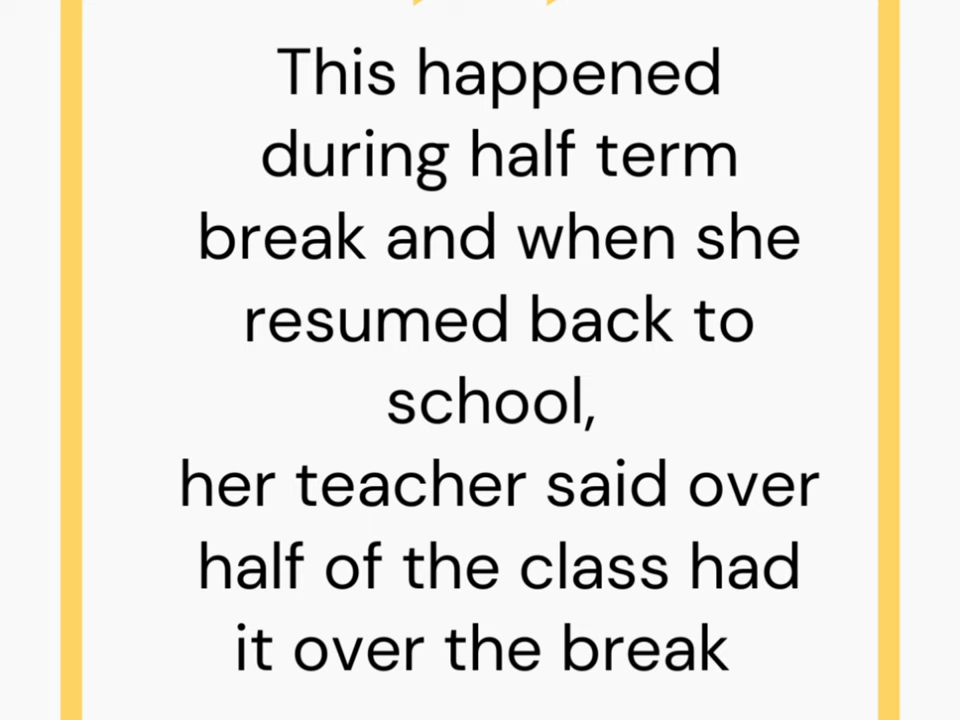 This happened
during half term
break and when she
resumed back to
school,
her teacher said over
half of the class had
it over the break